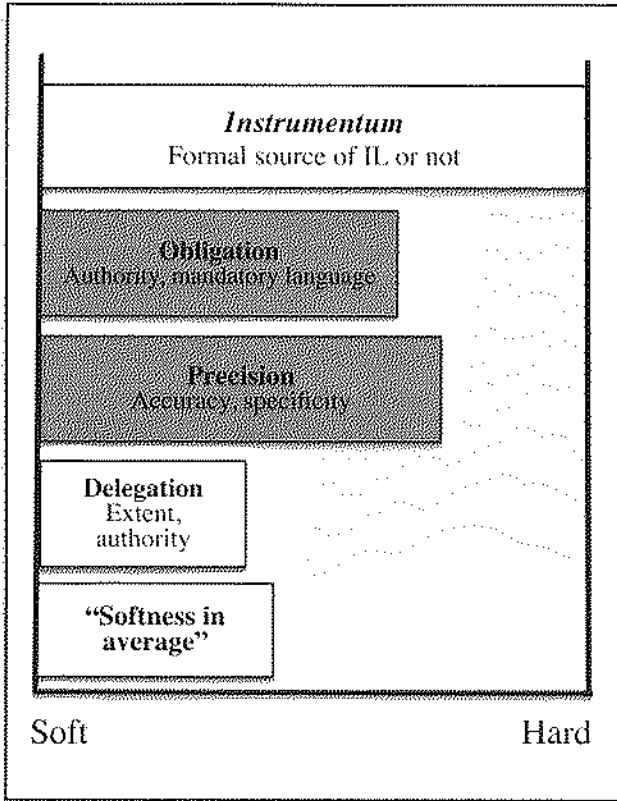 Instrumentum
Formal source of IL or not
Obligation
Authority, mandatory language
Precision
Accuracy, specificity
Delegation
Extent,
authority
“Softness in
average”
Soft Hard